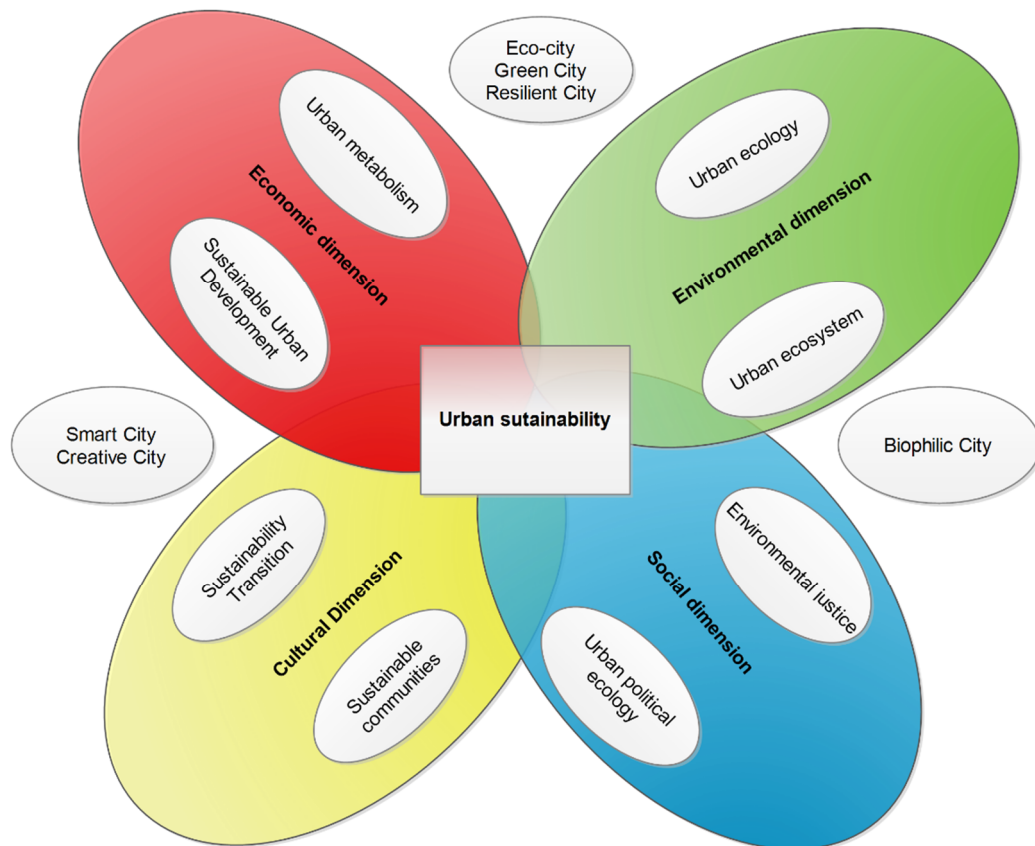 Eco-city
Green City
Resilient City
Urban metabolism
Economic dimension
Sustainable Urban
Development
Urban ecology
Environmental dimension
Urban ecosystem
Urban sutainability
Smart City
Creative City
Biophilic City
Sustainability
Transition
Cultural Dimension
Sustainable
communities
Environmental justice
Social dimension
Urban political
ecology